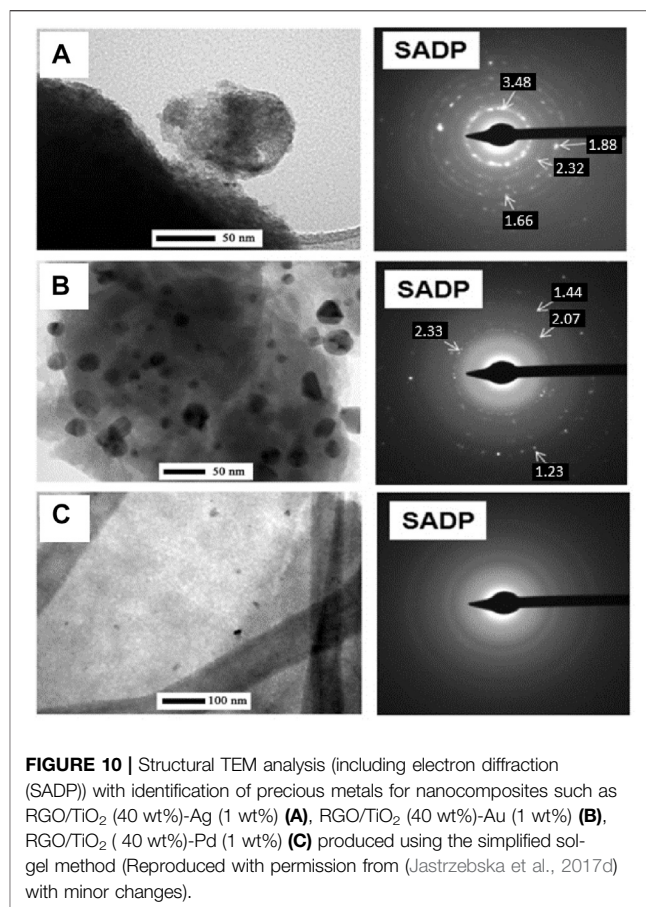 A
SADP
3.48
1.88
2.32
1.66
50 nm
B
SADP
1.44
2.07
2.33
1.23
50 nm
C
SADP
100 nm
FIGURE 10 | Structural TEM analysis (including electron diffraction
(SADP)) with identification of precious metals for nanocomposites such as
RGO/TiO₂ (40 wt%)-Ag (1 wt%) (A), RGO/TiO₂ (40 wt%)-Au (1 wt%) (B),
RGO/TiO₂ ( 40 wt%)-Pd (1 wt%) (C) produced using the simplified sol-
gel method (Reproduced with permission from (Jastrzebska et al., 2017d)
with minor changes).